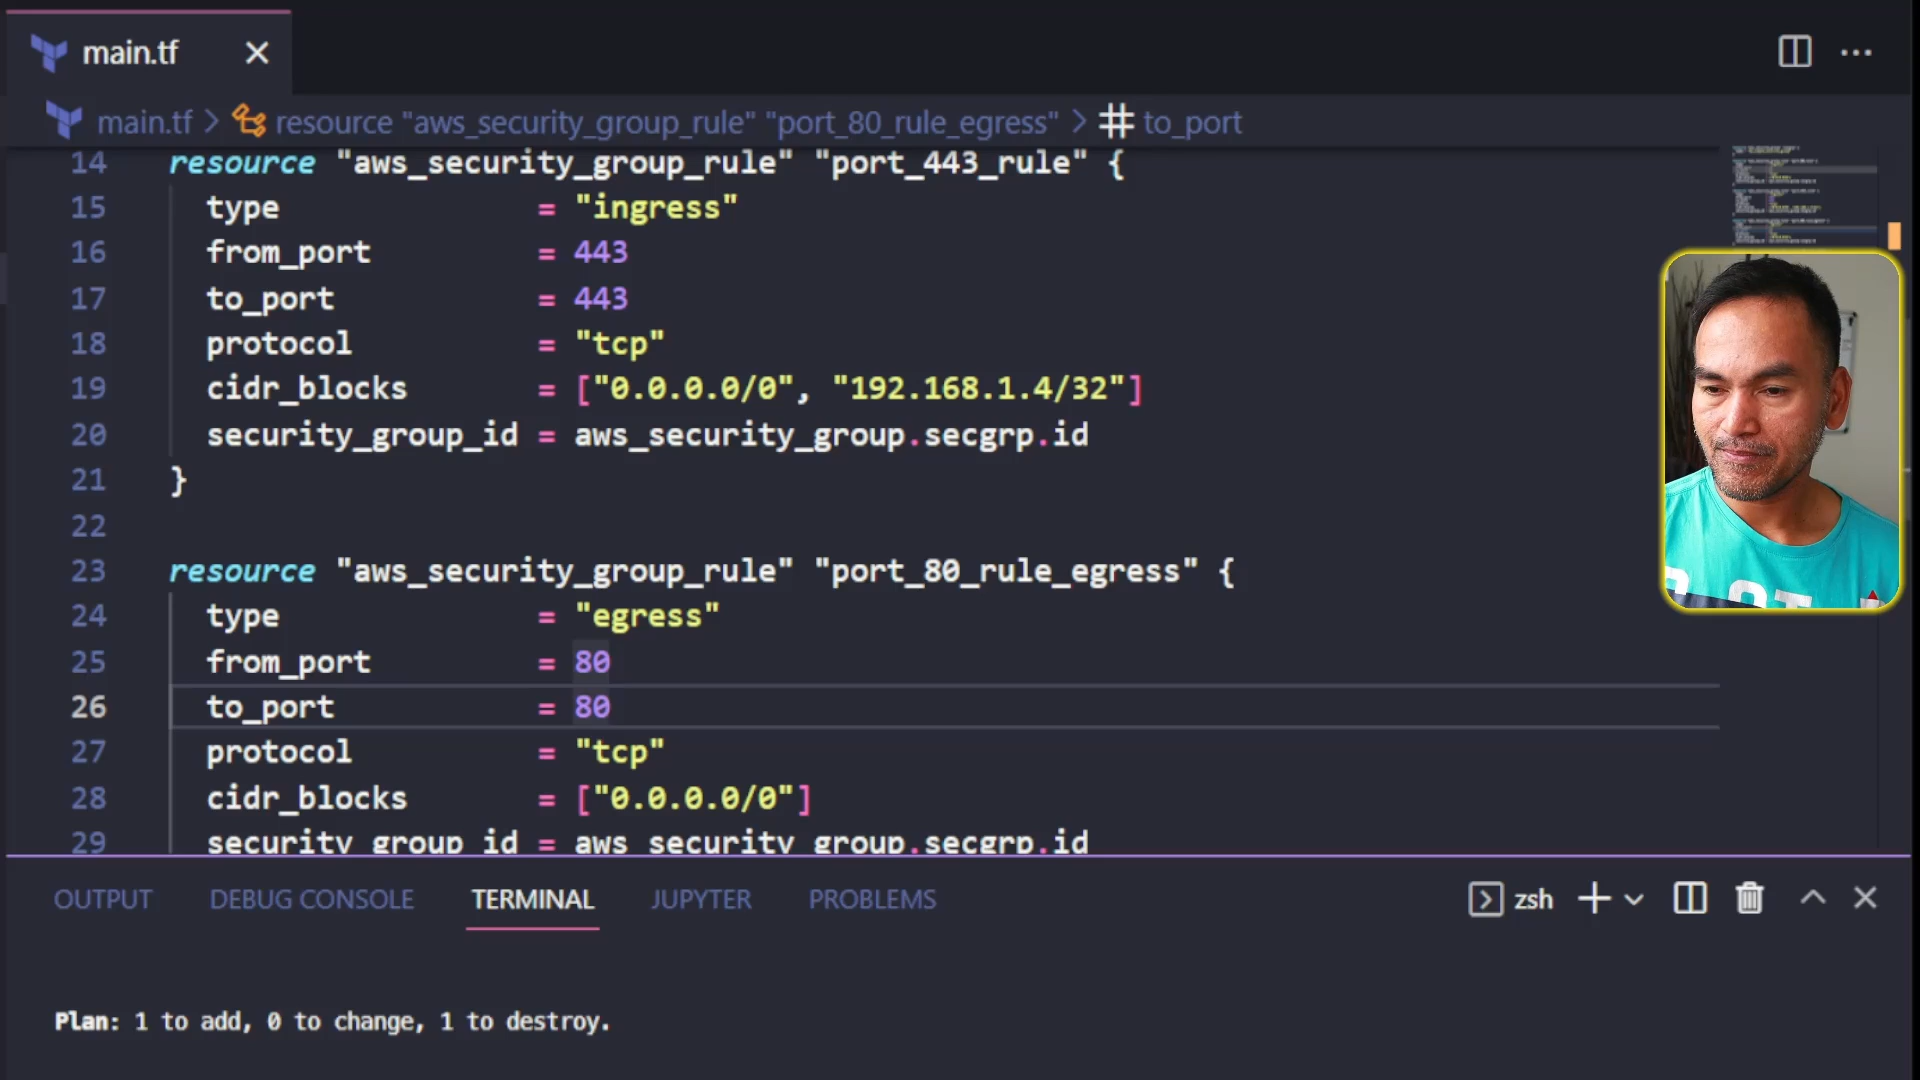 main.tf
main.tf > resource "aws_security_group_rule" "port_80_rule_egress" > to_port
14 resource "aws_security_group_rule" "port_443_rule" {
15 type = "ingress"
16 from_port = 443
17 to_port = 443
18 protocol = "tcp"
19 cidr_blocks = ["0.0.0.0/0", "192.168.1.4/32"]
20 security_group_id = aws_security_group.secgrp.id
21 }
22
23 resource "aws_security_group_rule" "port_80_rule_egress" {
24 type = "egress"
25 from_port = 80
26 to_port = 80
27 protocol = "tcp"
28 cidr_blocks = ["0.0.0.0/0"]
29 security_group_id = aws_security_group.secgrp.id
OUTPUT DEBUG CONSOLE TERMINAL JUPYTER PROBLEMS zsh
Plan: 1 to add, 0 to change, 1 to destroy.